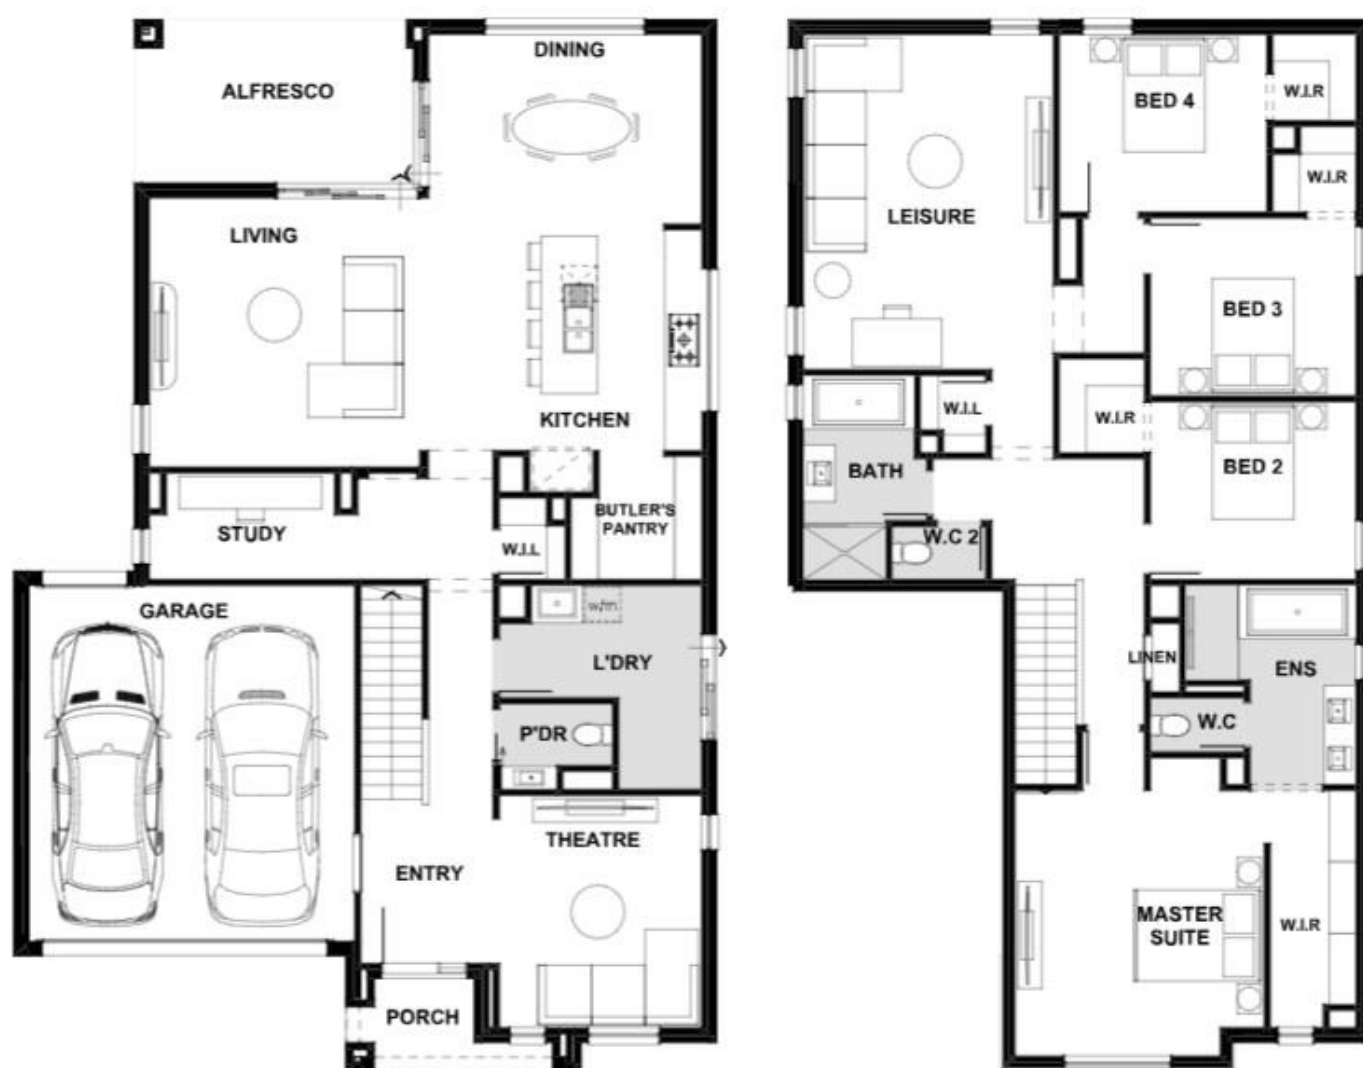 DINING
ALFRESCO
LIVING
KITCHEN
STUDY
W.I.L
BUTLER'S
PANTRY
GARAGE
w/m
L'DRY
P'DR
THEATRE
ENTRY
PORCH
BED 4
W.I.R
W.I.R
LEISURE
BED 3
W.I.L
W.I.R
BATH
BED 2
W.C 2
LINEN
ENS
W.C
MASTER
SUITE
W.I.R